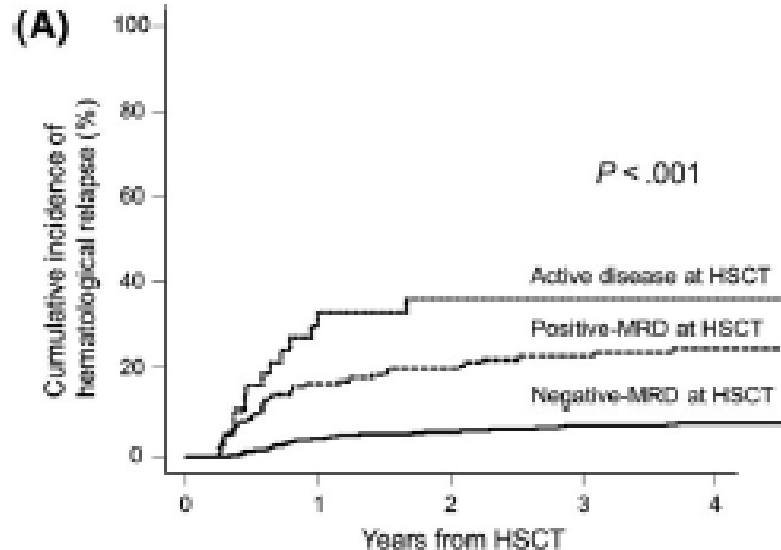 (A)
Cumulative incidence of
hematological relapse (%)
100
80
60
40
20
0
P < .001
Active disease at HSCT
Positive-MRD at HSCT
Negative-MRD at HSCT
0 1 2 3 4
Years from HSCT